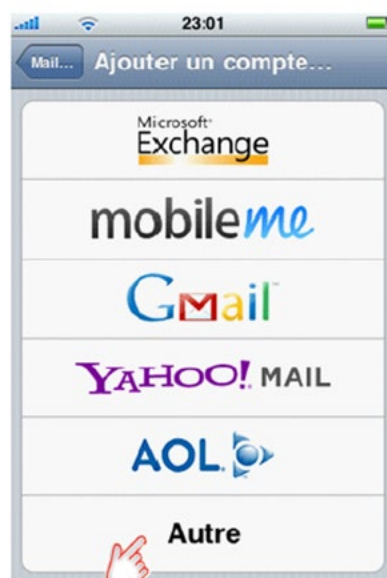 23:01
Mail...
Ajouter un compte...
Microsoft
Exchange
mobileme
Gmail
YAHOO! MAIL
AOL
Autre